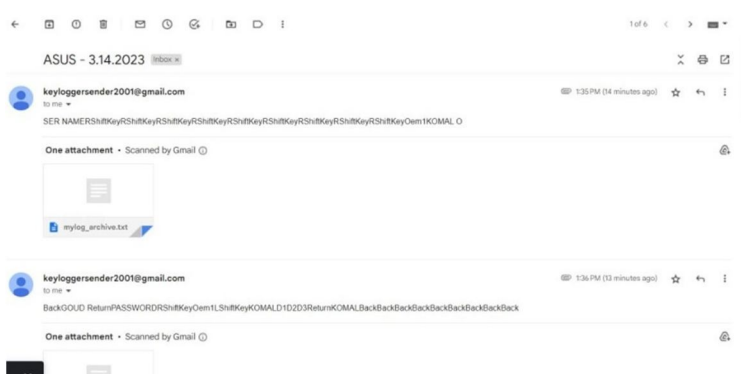 1 of 6
ASUS - 3.14.2023 Inbox x
keyloggersender2001@gmail.com 1:35 PM (14 minutes ago)
to me
SER NAMERShiftKeyRShiftKeyRShiftKeyRShiftKeyRShiftKeyRShiftKeyRShiftKeyRShiftKeyRShiftKeyOem1KOMAL O
One attachment • Scanned by Gmail
mylog_archive.txt
keyloggersender2001@gmail.com 1:36 PM (13 minutes ago)
to me
BackGOUD ReturnPASSWORDRShiftKeyOem1LShiftKeyKOMALD1D2D3ReturnKOMALBackBackBackBackBackBackBackBackBackBack
One attachment • Scanned by Gmail